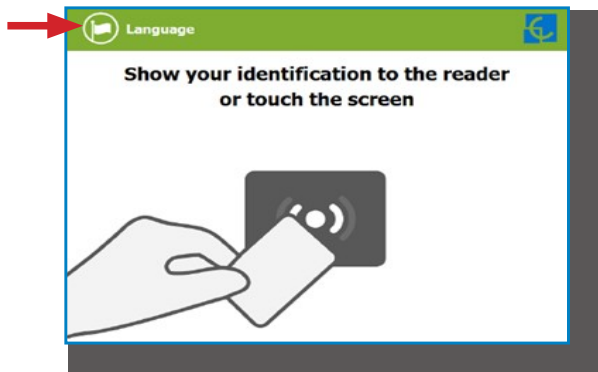 Language
Show your identification to the reader
or touch the screen